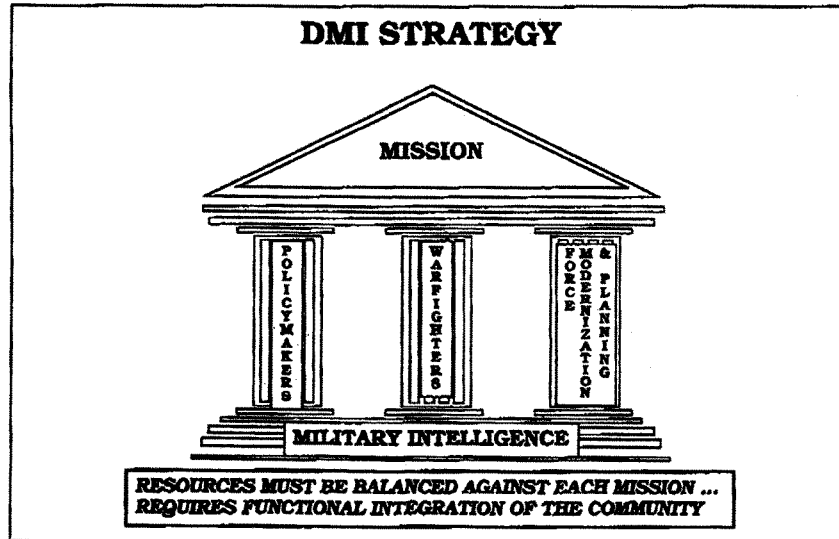 DMI STRATEGY
MISSION
POLICYMAKERS
WARFIGHTERS
FORCE
MODERNIZATION
& PLANNING
MILITARY INTELLIGENCE
RESOURCES MUST BE BALANCED AGAINST EACH MISSION ...
REQUIRES FUNCTIONAL INTEGRATION OF THE COMMUNITY